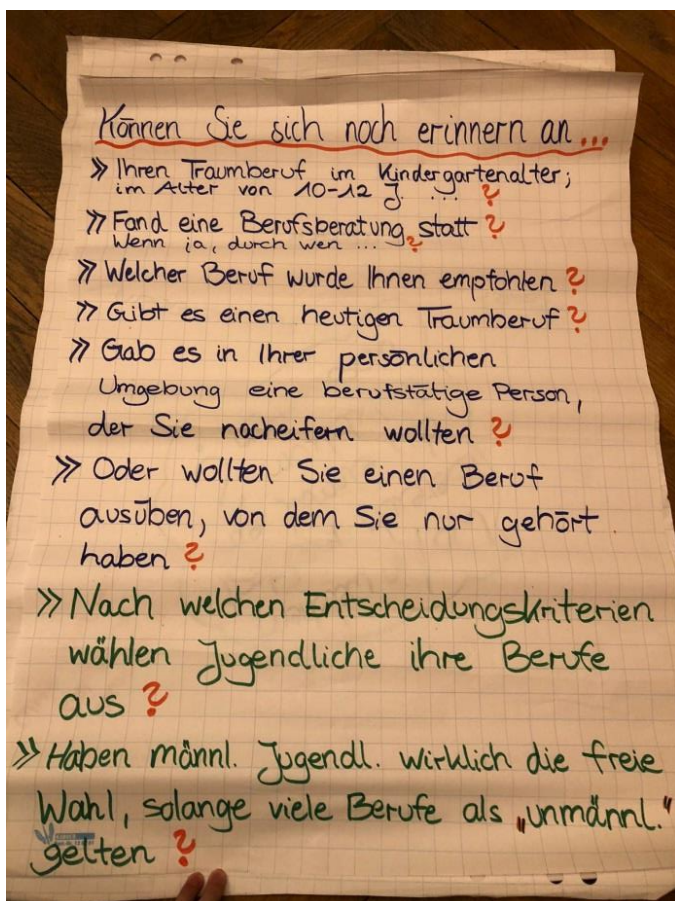 Können Sie sich noch erinnern an...
» Ihren Traumberuf im Kindergartenalter;
im Alter von 10-12 J. ... ?
» Fand eine Berufsberatung statt ?
Wenn ja, durch wen ... ?
» Welcher Beruf wurde Ihnen empfohlen ?
» Gibt es einen heutigen Traumberuf ?
» Gab es in Ihrer persönlichen
Umgebung eine berufstätige Person,
der Sie nacheifern wollten ?
» Oder wollten Sie einen Beruf
ausüben, von dem Sie nur gehört
haben ?
» Nach welchen Entscheidungskriterien
wählen Jugendliche ihre Berufe
aus ?
» Haben männl. Jugendl. wirklich die freie
Wahl, solange viele Berufe als „unmännl."
gelten ?